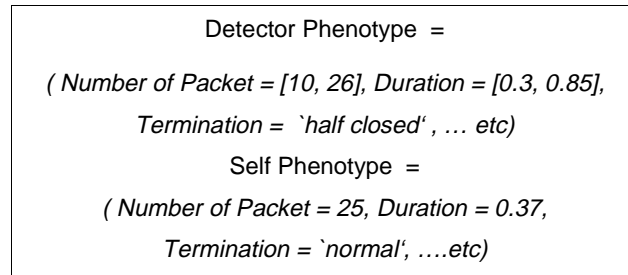 Detector Phenotype =
( Number of Packet = [10, 26], Duration = [0.3, 0.85],
Termination = `half closed‘ , … etc)
Self Phenotype =
( Number of Packet = 25, Duration = 0.37,
Termination = `normal‘, ….etc)